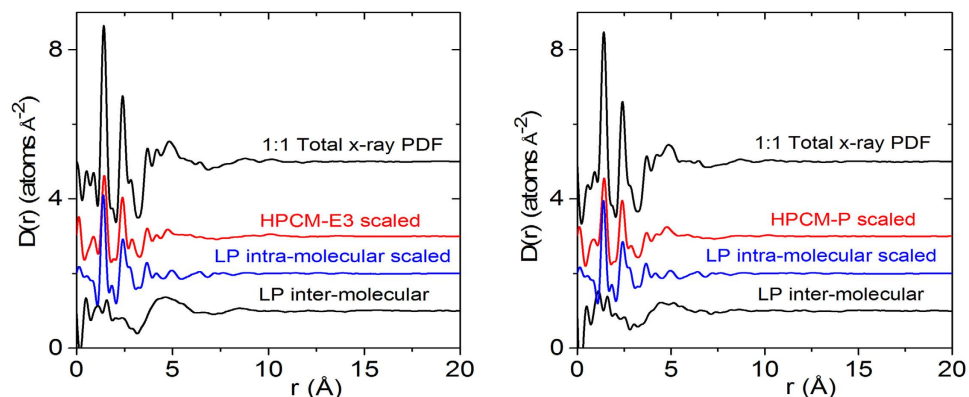 8
4
0
D(r) (atoms Å-2)
1:1 Total x-ray PDF
HPCM-E3 scaled
LP intra-molecular scaled
LP inter-molecular
0 5 10 15 20
r (Å)
8
4
0
D(r) (atoms Å-2)
1:1 Total x-ray PDF
HPCM-P scaled
LP intra-molecular scaled
LP inter-molecular
0 5 10 15 20
r (Å)